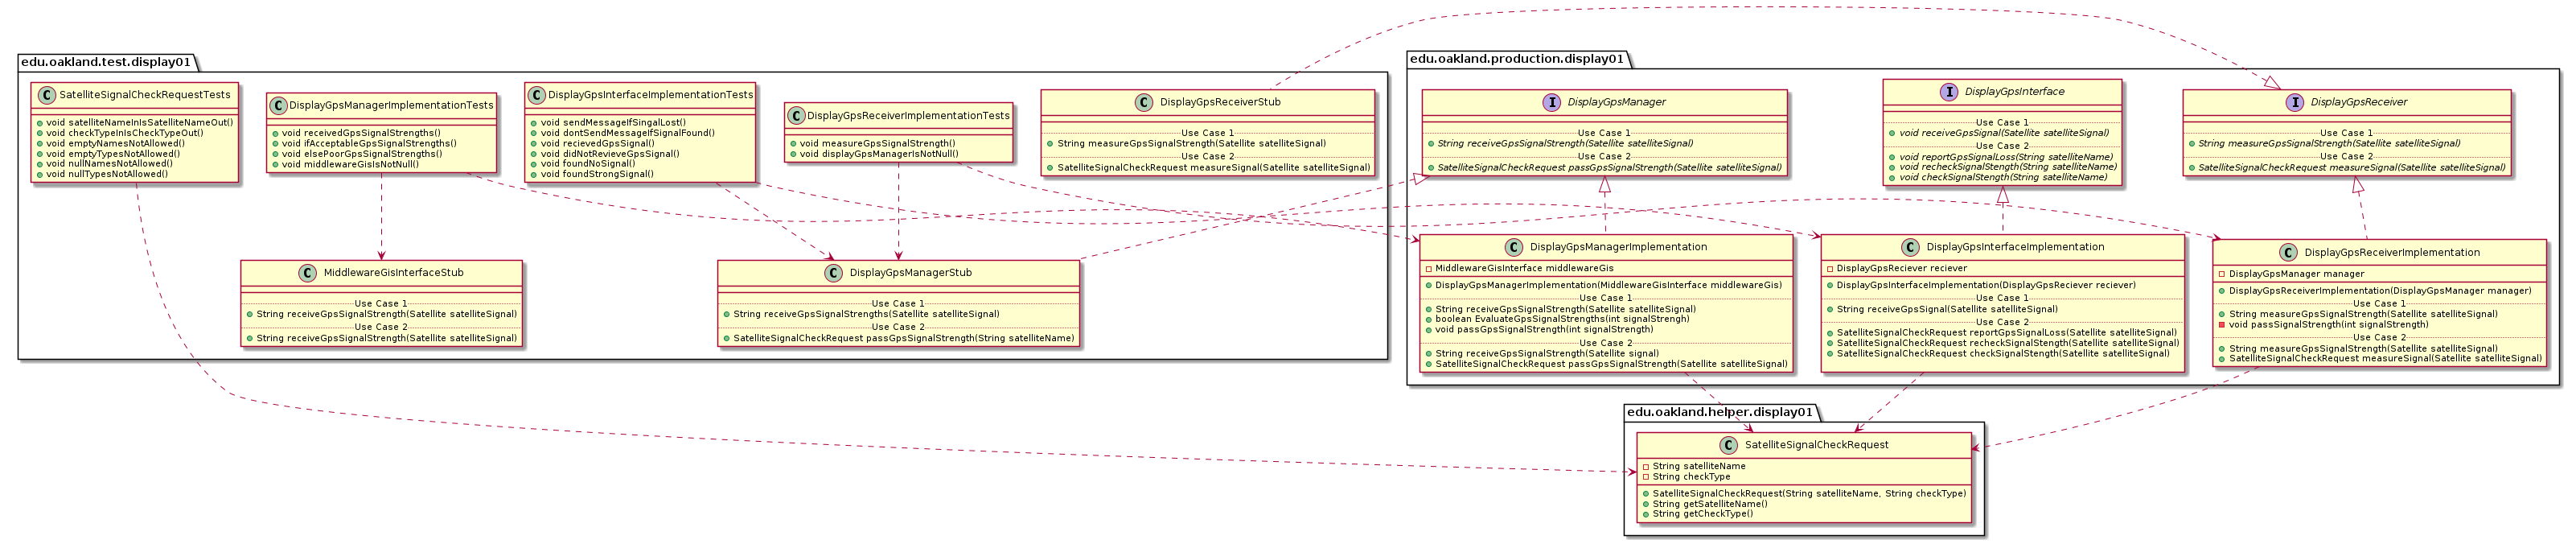 edu.oakland.test.display01
C SatelliteSignalCheckRequestTests
void satelliteNameInIsSatelliteNameOut()
void checkTypeInIsCheckTypeOut()
void emptyNamesNotAllowed()
void emptyTypesNotAllowed()
void nullNamesNotAllowed()
void nullTypesNotAllowed()
C DisplayGpsManagerImplementationTests
void receivedGpsSignalStrengths()
void ifAcceptableGpsSignalStrengths()
void elsePoorGpsSignalStrengths()
void middlewareGisIsNotNull()
C DisplayGpsInterfaceImplementationTests
void sendMessageIfSingalLost()
void dontSendMessageIfSignalFound()
void recievedGpsSignal()
void didNotRevieveGpsSignal()
void foundNoSignal()
void foundStrongSignal()
C DisplayGpsReceiverImplementationTests
void measureGpsSignalStrength()
void displayGpsManagerIsNotNull()
C DisplayGpsReceiverStub
Use Case 1
String measureGpsSignalStrength(Satellite satelliteSignal)
Use Case 2
SatelliteSignalCheckRequest measureSignal(Satellite satelliteSignal)
C MiddlewareGisInterfaceStub
Use Case 1
String receiveGpsSignalStrength(Satellite satelliteSignal)
Use Case 2
String receiveGpsSignalStrength(Satellite satelliteSignal)
C DisplayGpsManagerStub
Use Case 1
String receiveGpsSignalStrengths(Satellite satelliteSignal)
Use Case 2
SatelliteSignalCheckRequest passGpsSignalStrength(String satelliteName)
edu.oakland.production.display01
I DisplayGpsManager
Use Case 1
String receiveGpsSignalStrength(Satellite satelliteSignal)
Use Case 2
SatelliteSignalCheckRequest passGpsSignalStrength(Satellite satelliteSignal)
I DisplayGpsInterface
Use Case 1
void receiveGpsSignal(Satellite satelliteSignal)
Use Case 2
void reportGpsSignalLoss(String satelliteName)
void recheckSignalStength(String satelliteName)
void checkSignalStength(String satelliteName)
I DisplayGpsReceiver
Use Case 1
String measureGpsSignalStrength(Satellite satelliteSignal)
Use Case 2
SatelliteSignalCheckRequest measureSignal(Satellite satelliteSignal)
C DisplayGpsManagerImplementation
MiddlewareGisInterface middlewareGis
DisplayGpsManagerImplementation(MiddlewareGisInterface middlewareGis)
Use Case 1
String receiveGpsSignalStrength(Satellite satelliteSignal)
boolean EvaluateGpsSignalStrengths(int signalStrengh)
void passGpsSignalStrength(int signalStrength)
Use Case 2
String receiveGpsSignalStrength(Satellite signal)
SatelliteSignalCheckRequest passGpsSignalStrength(Satellite satelliteSignal)
C DisplayGpsInterfaceImplementation
DisplayGpsReciever reciever
DisplayGpsInterfaceImplementation(DisplayGpsReciever reciever)
Use Case 1
String receiveGpsSignal(Satellite satelliteSignal)
Use Case 2
SatelliteSignalCheckRequest reportGpsSignalLoss(Satellite satelliteSignal)
SatelliteSignalCheckRequest recheckSignalStength(Satellite satelliteSignal)
SatelliteSignalCheckRequest checkSignalStength(Satellite satelliteSignal)
C DisplayGpsReceiverImplementation
DisplayGpsManager manager
DisplayGpsReceiverImplementation(DisplayGpsManager manager)
Use Case 1
String measureGpsSignalStrength(Satellite satelliteSignal)
void passSignalStrength(int signalStrength)
Use Case 2
String measureGpsSignalStrength(Satellite satelliteSignal)
SatelliteSignalCheckRequest measureSignal(Satellite satelliteSignal)
edu.oakland.helper.display01
C SatelliteSignalCheckRequest
String satelliteName
String checkType
SatelliteSignalCheckRequest(String satelliteName, String checkType)
String getSatelliteName()
String getCheckType()